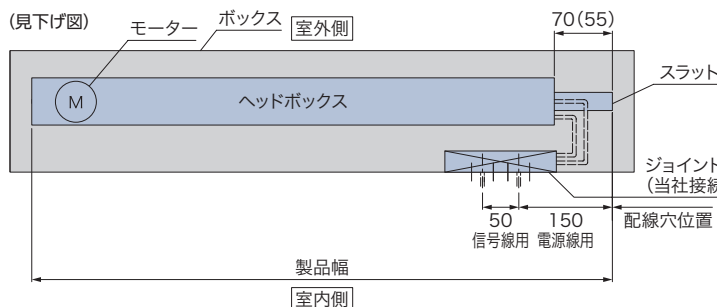 (見下げ図)
モーター
ボックス
室外側
70(55)
スラット
M
ヘッドボックス
ジョイント
(当社接続
50
150
配線穴位置
信号線用
電源線用
製品幅
室内側